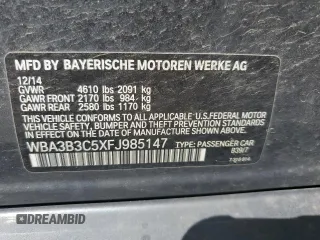 MFD BY BAYERISCHE MOTOREN WERKE AG
12/14
GVWR 4610 lbs 2091 kg
GAWR FRONT 2170 lbs 984 kg
GAWR REAR 2580 lbs 1170 kg
THIS VEHICLE CONFORMS TO ALL APPLICABLE U.S. FEDERAL MOTOR
VEHICLE SAFETY, BUMPER, AND THEFT PREVENTION STANDARDS
IN EFFECT ON THE DATE OF MANUFACTURE SHOWN ABOVE.
WBA3B3C5XFJ985147 TYPE: PASSENGER CAR